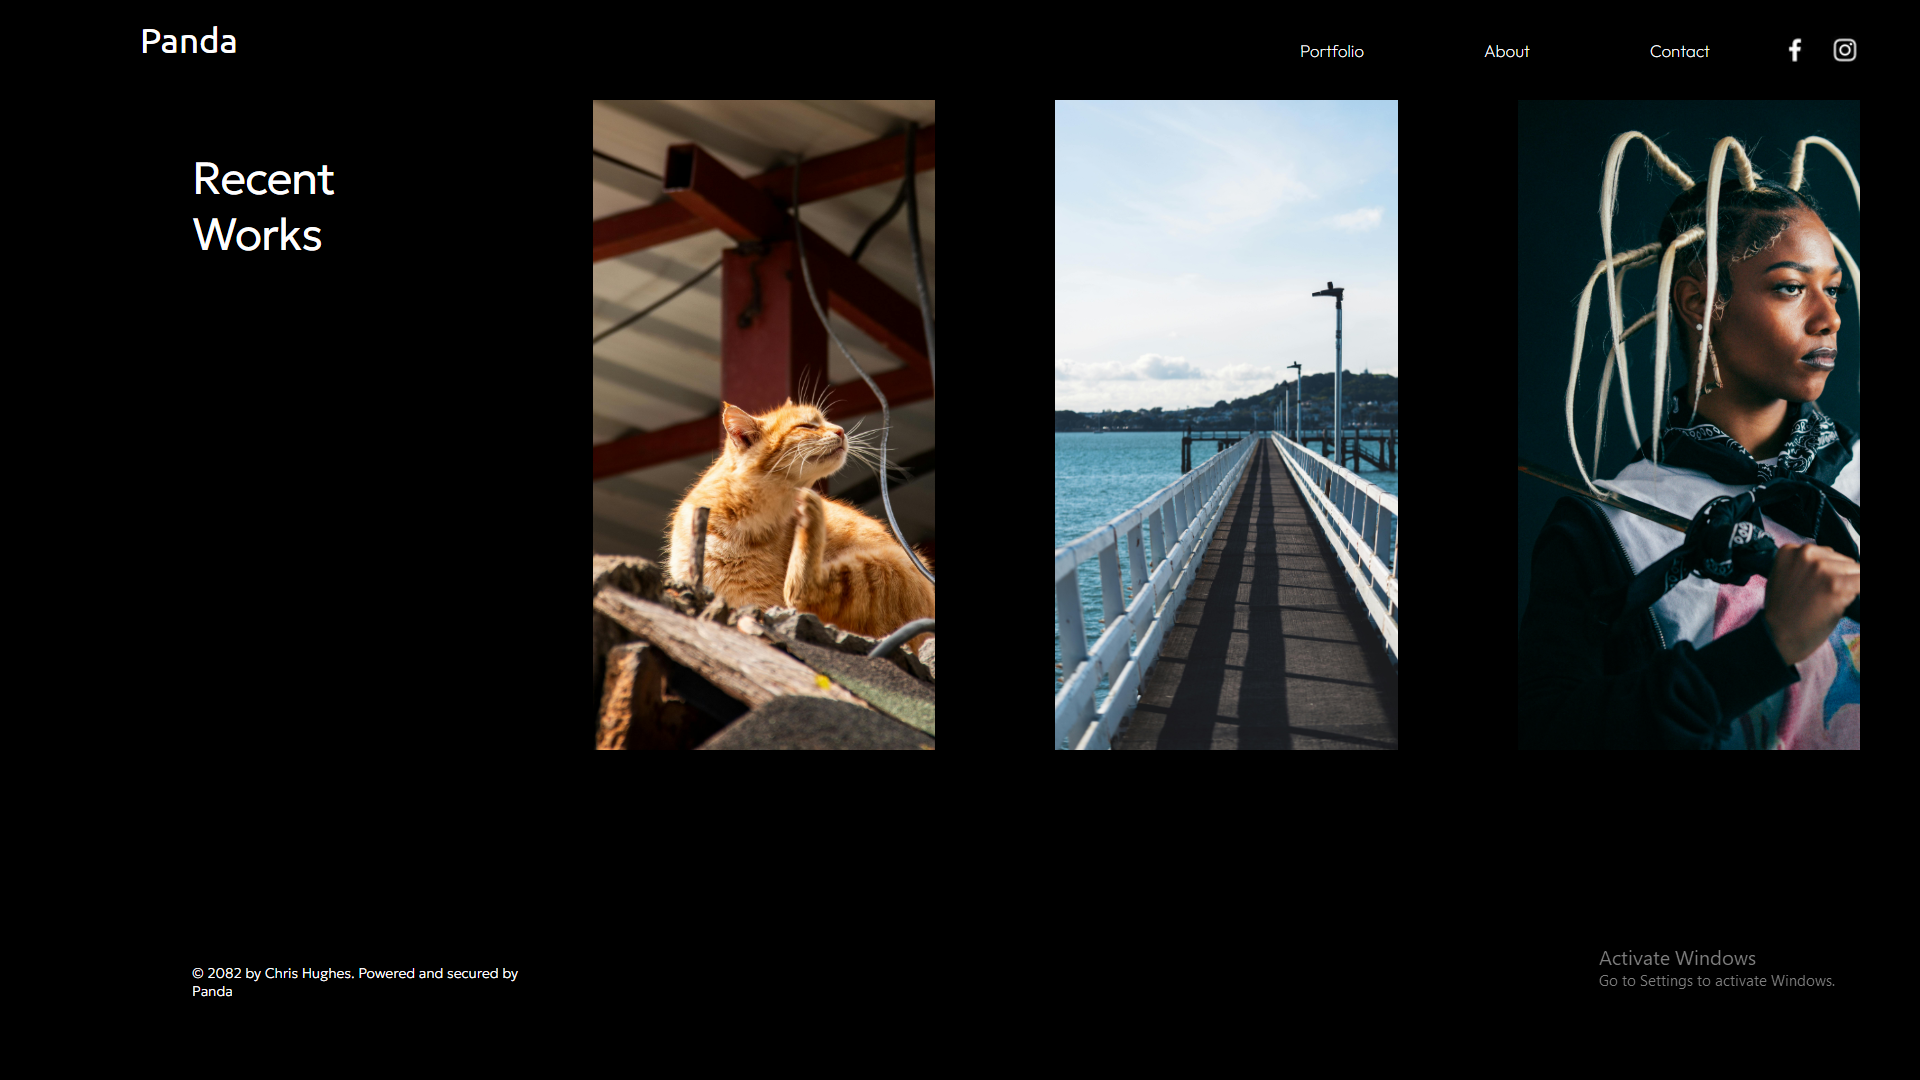 Panda
Portfolio
About
Contact
Recent
Works
© 2082 by Chris Hughes. Powered and secured by
Panda
Activate Windows
Go to Settings to activate Windows.